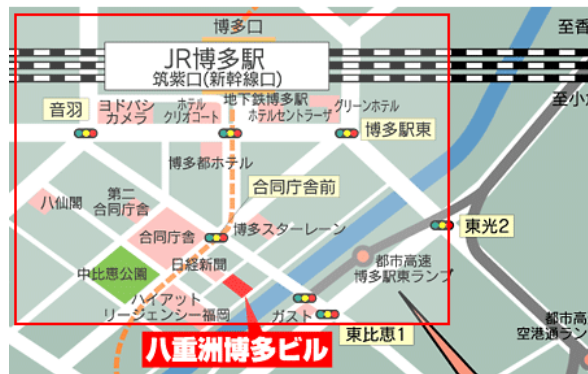 博多口
至香
JR博多駅
筑紫口(新幹線口)
至小
音羽
ヨドバシ
カメラ
ホテル
クリオコート
地下鉄博多駅
ホテルセントラーザ
グリーンホテル
博多駅東
博多都ホテル
合同庁舎前
八仙閣
第二
合同庁舎
合同庁舎
博多スターレーン
東光2
日経新聞
都市高速
博多駅東ランプ
中比恵公園
ハイアット
リージェンシー福岡
ガスト
東比恵1
都市高
空港通ラン
八重洲博多ビル